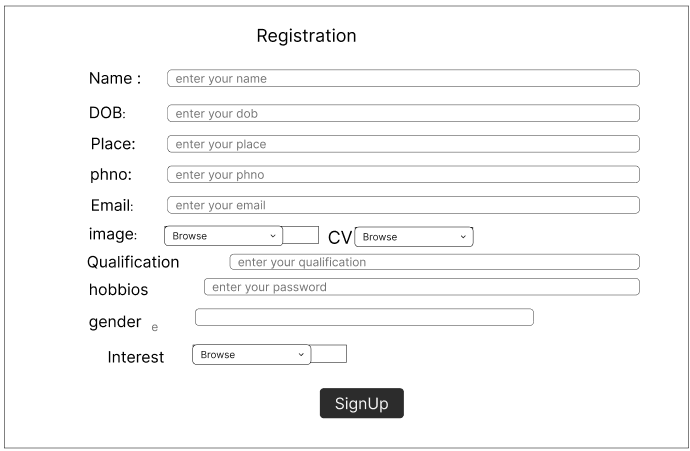 Registration
Name : enter your name
DOB: enter your dob
Place: enter your place
phno: enter your phno
Email: enter your email
image: Browse CV Browse
Qualification enter your qualification
hobbios enter your password
gender e
Interest Browse
SignUp